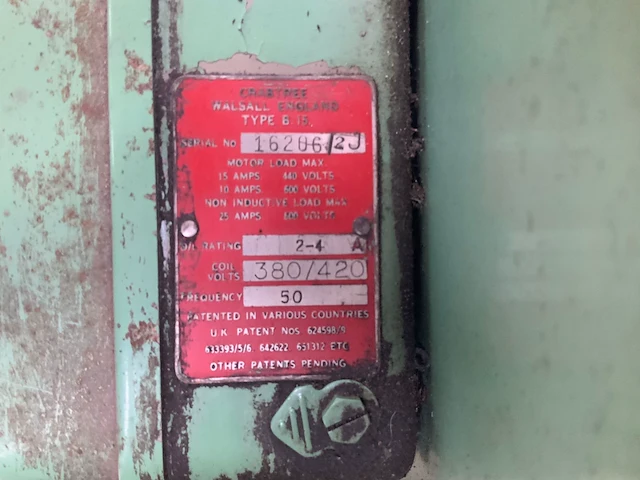 CRABTREE
WALSALL ENGLAND
TYPE B.15.
SERIAL No 16206/2J
MOTOR LOAD MAX.
15 AMPS 440 VOLTS
10 AMPS 600 VOLTS
NON INDUCTIVE LOAD MAX.
25 AMPS 600 VOLTS
O/L RATING 2-4 A
COIL VOLTS 380/420
FREQUENCY 50
PATENTED IN VARIOUS COUNTRIES
U.K. PATENT Nos. 624598/9
633393/5/6. 642622. 651312. ETC.
OTHER PATENTS PENDING